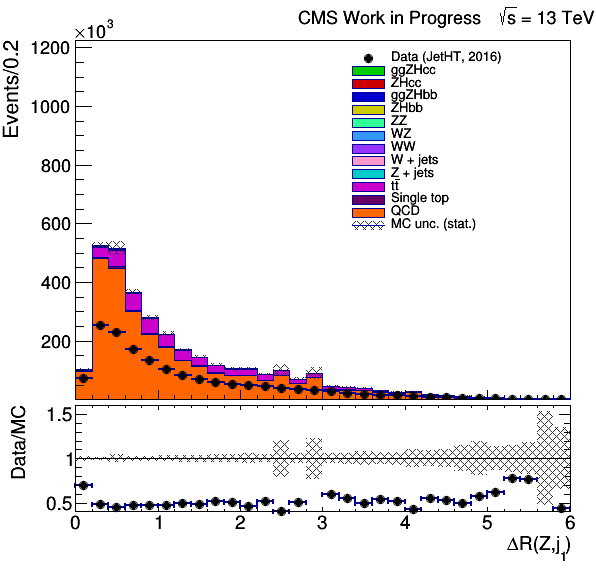 CMS Work in Progress √s = 13 TeV
×10³
Events/0.2
1200
1000
800
600
400
200
Data (JetHT, 2016)
ggZHcc
ZHcc
ggZHbb
ZHbb
ZZ
WZ
WW
W + jets
Z + jets
tt̄
Single top
QCD
MC unc. (stat.)
Data/MC
1.5
1
0.5
0 1 2 3 4 5 6
ΔR(Z,j₁)